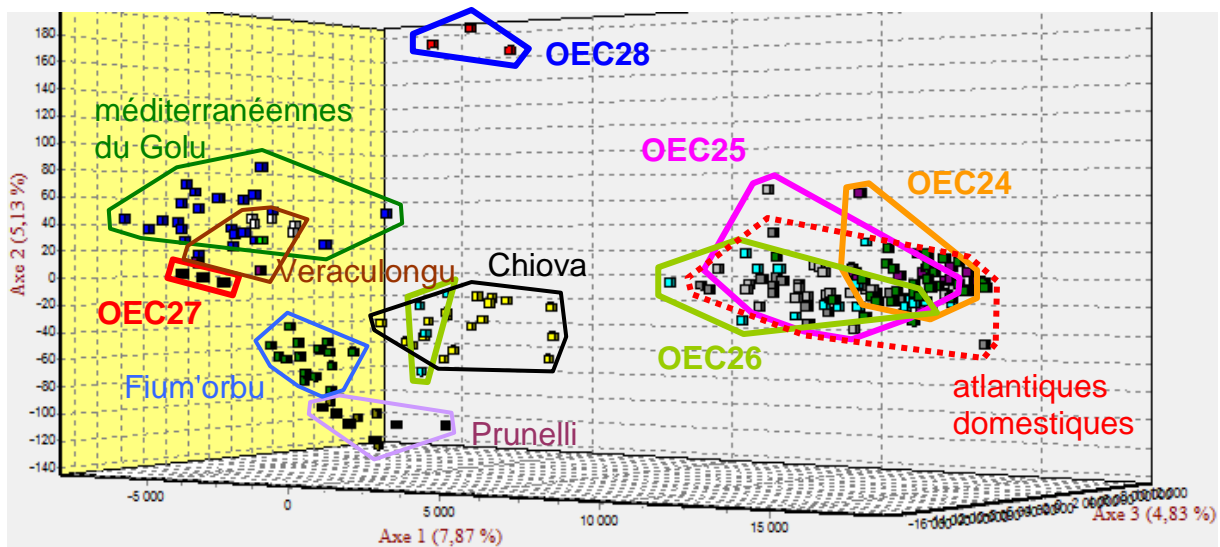 180
160
140
120
100
80
60
40
20
0
-20
-40
-60
-80
-100
-120
-140
Axe 2 (5,13 %)
OEC28
méditerranéennes
du Golu
OEC25
OEC24
Veraculongu
Chiova
OEC27
OEC26
Fium'orbu
Prunelli
atlantiques
domestiques
-5 000
0
5 000
10 000
15 000
Axe 1 (7,87 %)
Axe 3 (4,83 %)